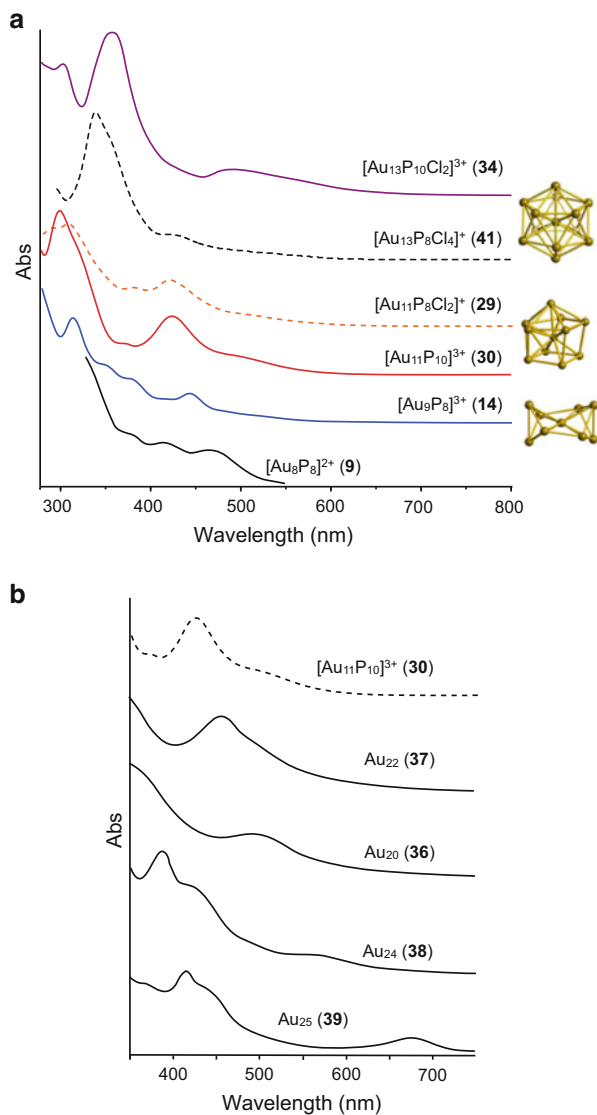 a
Abs
[Au₁₃P₁₀Cl₂]³⁺ (34)
[Au₁₃P₈Cl₄]⁺ (41)
[Au₁₁P₈Cl₂]⁺ (29)
[Au₁₁P₁₀]³⁺ (30)
[Au₉P₈]³⁺ (14)
[Au₈P₈]²⁺ (9)
300 400 500 600 700 800
Wavelength (nm)
b
Abs
[Au₁₁P₁₀]³⁺ (30)
Au₂₂ (37)
Au₂₀ (36)
Au₂₄ (38)
Au₂₅ (39)
400 500 600 700
Wavelength (nm)